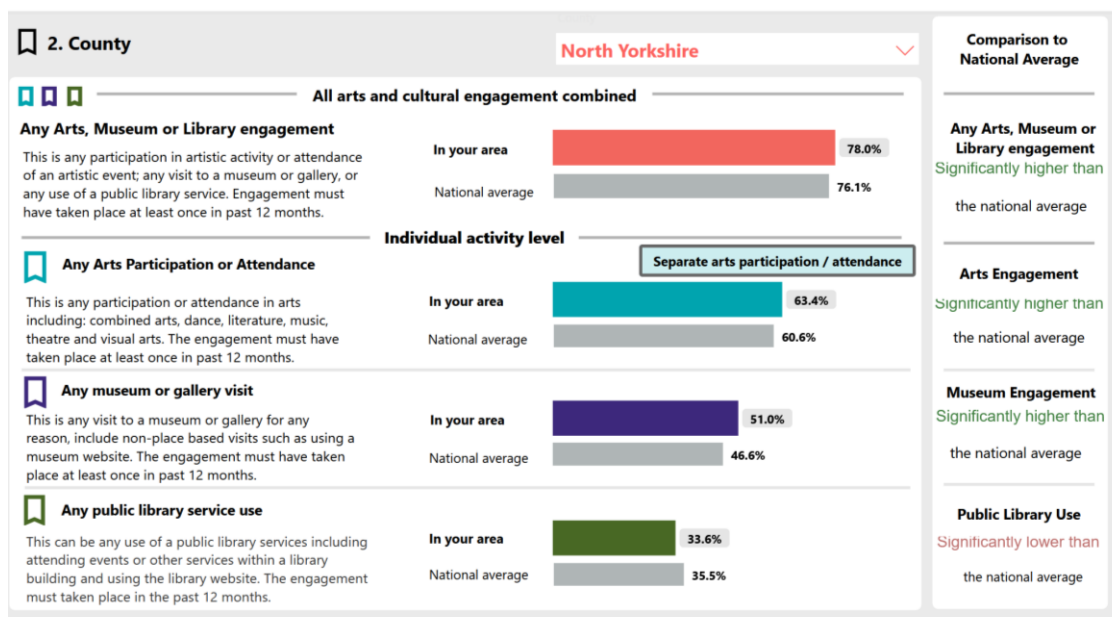 2. County
North Yorkshire
Comparison to
National Average
All arts and cultural engagement combined
Any Arts, Museum or Library engagement
This is any participation in artistic activity or attendance
of an artistic event; any visit to a museum or gallery, or
any use of a public library service. Engagement must
have taken place at least once in past 12 months.
In your area
78.0%
National average
76.1%
Any Arts, Museum or
Library engagement
Significantly higher than
the national average
Individual activity level
Any Arts Participation or Attendance
Separate arts participation / attendance
This is any participation or attendance in arts
including: combined arts, dance, literature, music,
theatre and visual arts. The engagement must have
taken place at least once in past 12 months.
In your area
63.4%
National average
60.6%
Arts Engagement
Significantly higher than
the national average
Any museum or gallery visit
This is any visit to a museum or gallery for any
reason, include non-place based visits such as using a
museum website. The engagement must have taken
place at least once in past 12 months.
In your area
51.0%
National average
46.6%
Museum Engagement
Significantly higher than
the national average
Any public library service use
This can be any use of a public library services including
attending events or other services within a library
building and using the library website. The engagement
must taken place in the past 12 months.
In your area
33.6%
National average
35.5%
Public Library Use
Significantly lower than
the national average